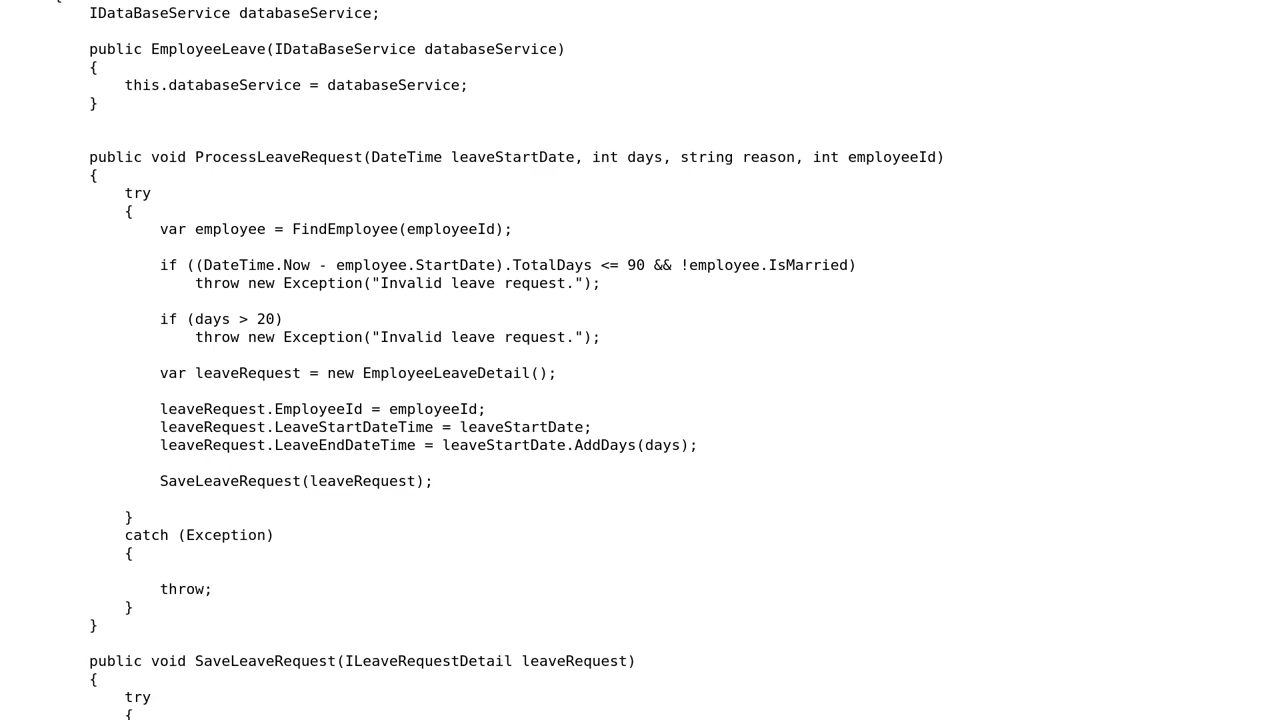 {
IDataBaseService databaseService;
public EmployeeLeave(IDataBaseService databaseService)
{
this.databaseService = databaseService;
}
public void ProcessLeaveRequest(DateTime leaveStartDate, int days, string reason, int employeeId)
{
try
{
var employee = FindEmployee(employeeId);
if ((DateTime.Now - employee.StartDate).TotalDays <= 90 && !employee.IsMarried)
throw new Exception("Invalid leave request.");
if (days > 20)
throw new Exception("Invalid leave request.");
var leaveRequest = new EmployeeLeaveDetail();
leaveRequest.EmployeeId = employeeId;
leaveRequest.LeaveStartDateTime = leaveStartDate;
leaveRequest.LeaveEndDateTime = leaveStartDate.AddDays(days);
SaveLeaveRequest(leaveRequest);
}
catch (Exception)
{
throw;
}
}
public void SaveLeaveRequest(ILeaveRequestDetail leaveRequest)
{
try
{